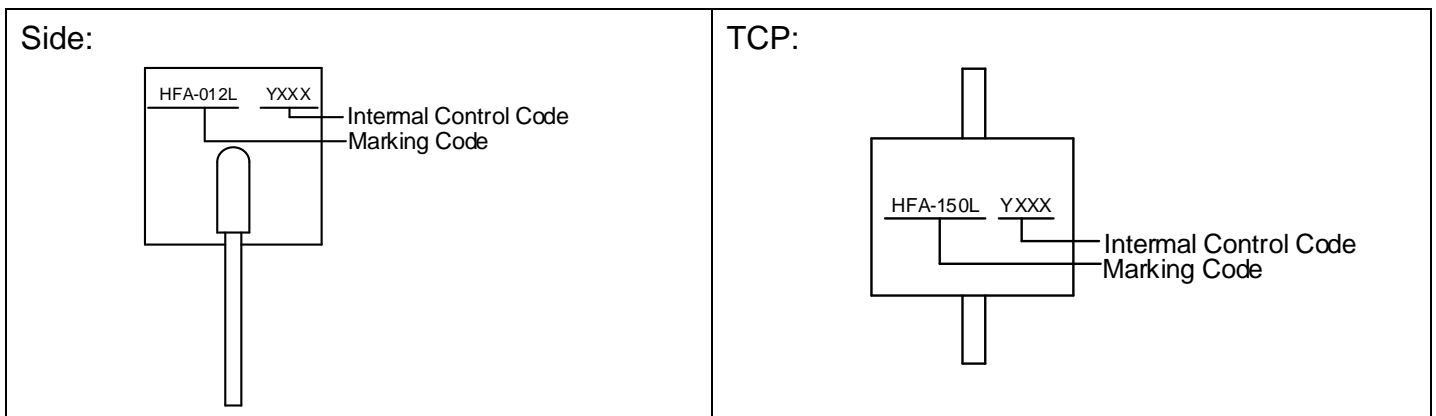 Side:
HFA-012L YXXX
Internal Control Code
Marking Code
TCP:
HFA-150L YXXX
Internal Control Code
Marking Code